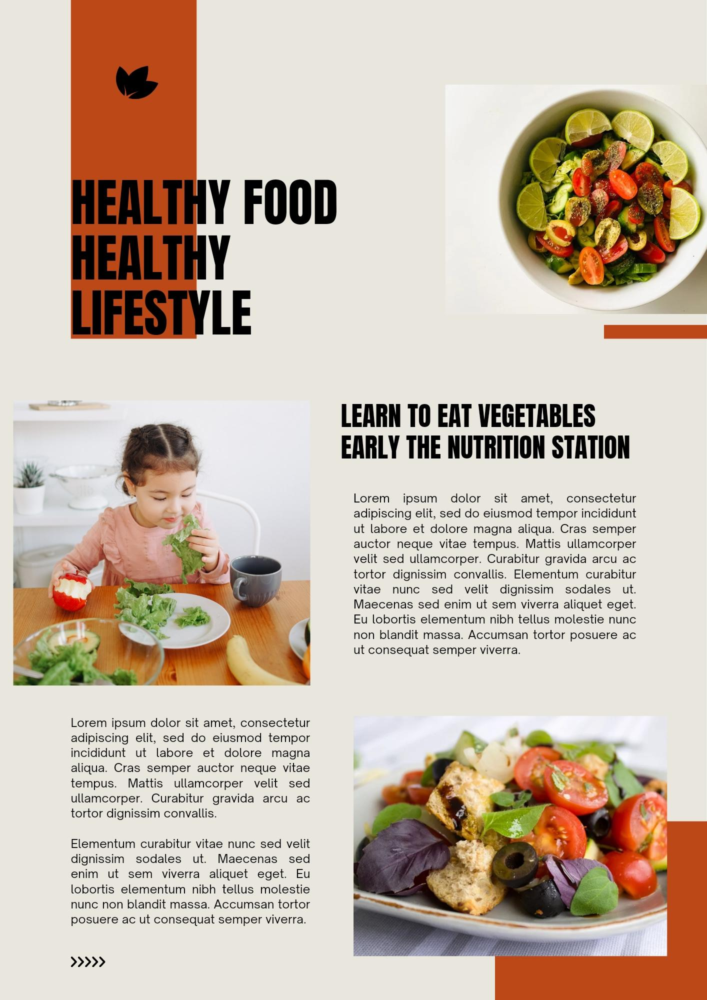 HEALTHY FOOD
HEALTHY
LIFESTYLE
LEARN TO EAT VEGETABLES
EARLY THE NUTRITION STATION
Lorem ipsum dolor sit amet, consectetur
adipiscing elit, sed do eiusmod tempor incididunt
ut labore et dolore magna aliqua. Cras semper
auctor neque vitae tempus. Mattis ullamcorper
velit sed ullamcorper. Curabitur gravida arcu ac
tortor dignissim convallis. Elementum curabitur
vitae nunc sed velit dignissim sodales ut.
Maecenas sed enim ut sem viverra aliquet eget.
Eu lobortis elementum nibh tellus molestie nunc
non blandit massa. Accumsan tortor posuere ac
ut consequat semper viverra.
Lorem ipsum dolor sit amet, consectetur
adipiscing elit, sed do eiusmod tempor
incididunt ut labore et dolore magna
aliqua. Cras semper auctor neque vitae
tempus. Mattis ullamcorper velit sed
ullamcorper. Curabitur gravida arcu ac
tortor dignissim convallis.
Elementum curabitur vitae nunc sed velit
dignissim sodales ut. Maecenas sed
enim ut sem viverra aliquet eget. Eu
lobortis elementum nibh tellus molestie
nunc non blandit massa. Accumsan tortor
posuere ac ut consequat semper viverra.